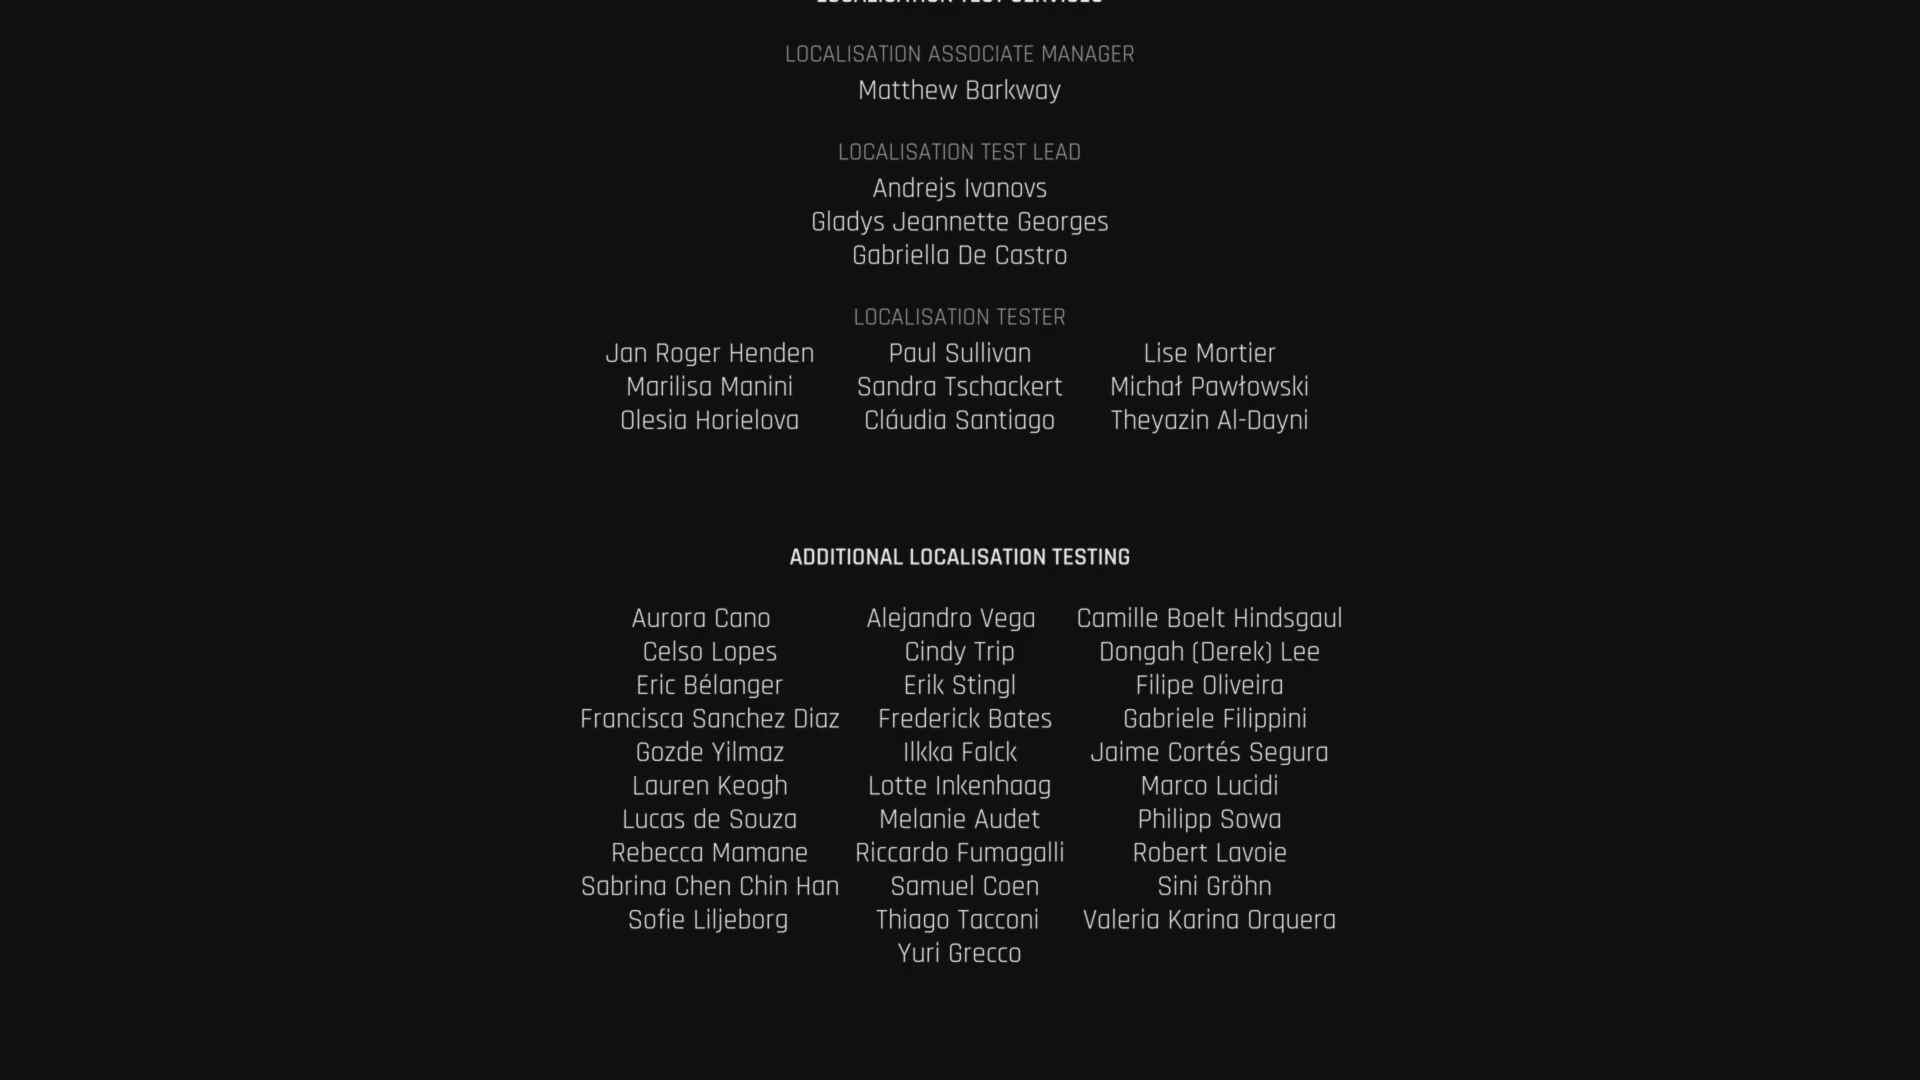 LOCALISATION TEST SERVICES
LOCALISATION ASSOCIATE MANAGER
Matthew Barkway
LOCALISATION TEST LEAD
Andrejs Ivanovs
Gladys Jeannette Georges
Gabriella De Castro
LOCALISATION TESTER
Jan Roger Henden Paul Sullivan Lise Mortier
Marilisa Manini Sandra Tschackert Michał Pawłowski
Olesia Horielova Cláudia Santiago Theyazin Al-Dayni
ADDITIONAL LOCALISATION TESTING
Aurora Cano Alejandro Vega Camille Boelt Hindsgaul
Celso Lopes Cindy Trip Dongah (Derek) Lee
Eric Bélanger Erik Stingl Filipe Oliveira
Francisca Sanchez Diaz Frederick Bates Gabriele Filippini
Gozde Yilmaz Ilkka Falck Jaime Cortés Segura
Lauren Keogh Lotte Inkenhaag Marco Lucidi
Lucas de Souza Melanie Audet Philipp Sowa
Rebecca Mamane Riccardo Fumagalli Robert Lavoie
Sabrina Chen Chin Han Samuel Coen Sini Gröhn
Sofie Liljeborg Thiago Tacconi Valeria Karina Orquera
Yuri Grecco